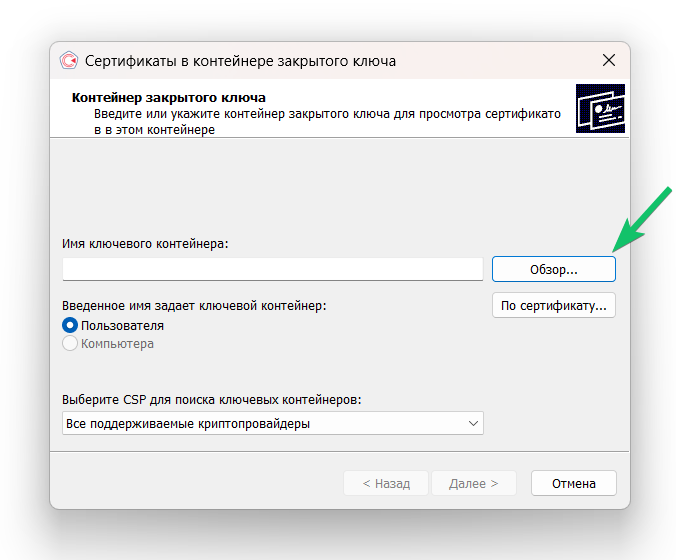 Сертификаты в контейнере закрытого ключа
Контейнер закрытого ключа
Введите или укажите контейнер закрытого ключа для просмотра сертификато
в в этом контейнере
Имя ключевого контейнера:
Обзор...
Введенное имя задает ключевой контейнер:
По сертификату...
Пользователя
Компьютера
Выберите CSP для поиска ключевых контейнеров:
Все поддерживаемые криптопровайдеры
< Назад
Далее >
Отмена